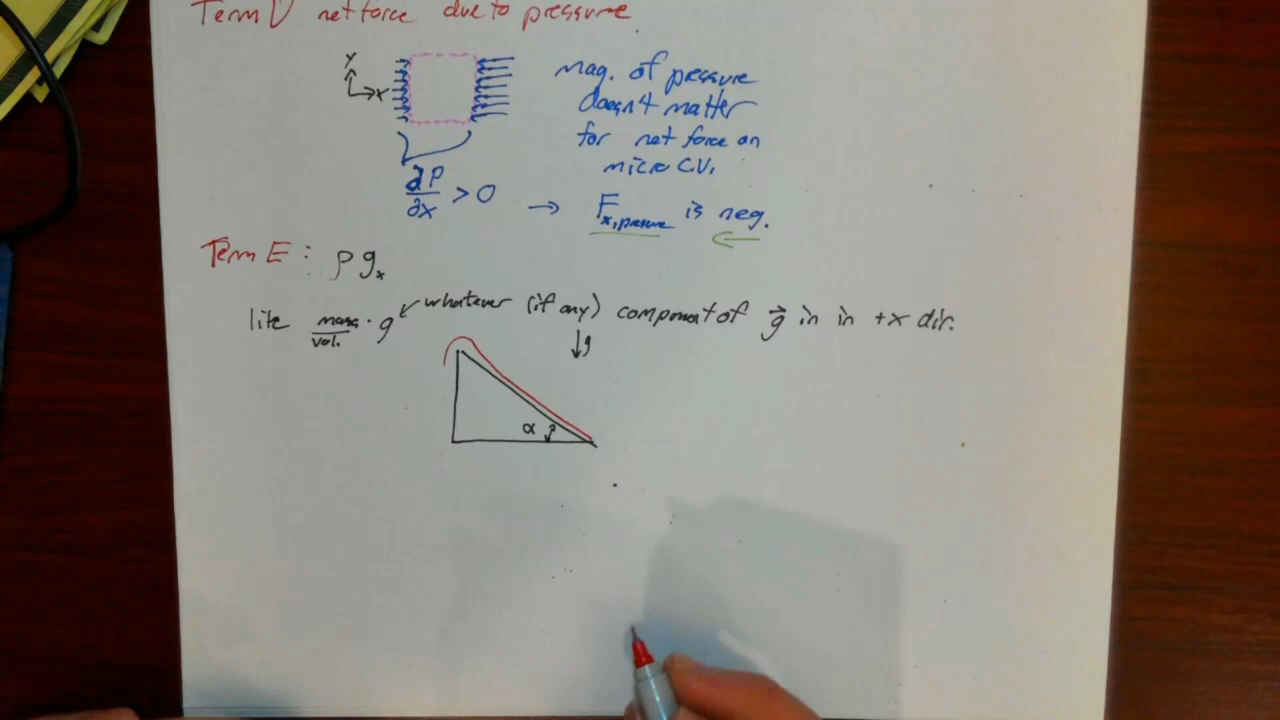 Term D net force due to pressure
Y
X
mag. of pressure
doesn't matter
for net force on
micro C.V.
∂P/∂x > 0 → F x, pressure is neg.
Term E: ρ g x
like mass/vol. · g whatever (if any) component of g⃗ in in +x dir.
↓g
α